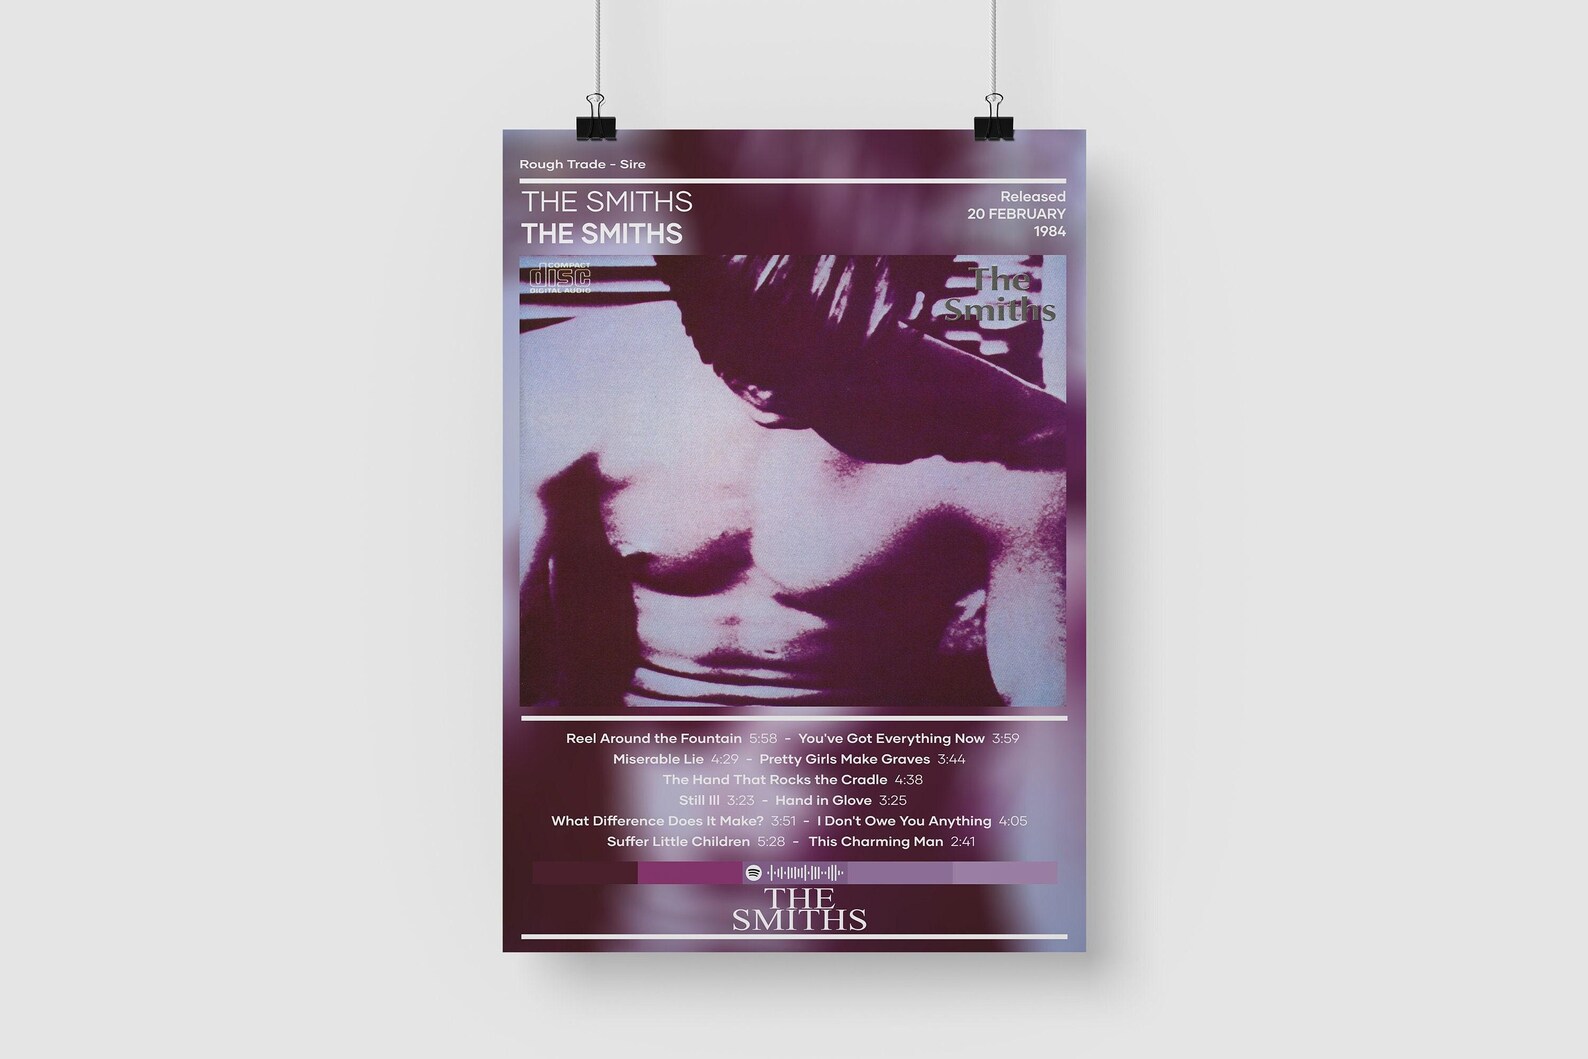 Rough Trade - Sire
THE SMITHS
THE SMITHS
Released
20 FEBRUARY
1984
COMPACT
disc
DIGITAL AUDIO
The
Smiths
Reel Around the Fountain 5:58 - You've Got Everything Now 3:59
Miserable Lie 4:29 - Pretty Girls Make Graves 3:44
The Hand That Rocks the Cradle 4:38
Still Ill 3:23 - Hand in Glove 3:25
What Difference Does It Make? 3:51 - I Don't Owe You Anything 4:05
Suffer Little Children 5:28 - This Charming Man 2:41
THE
SMITHS